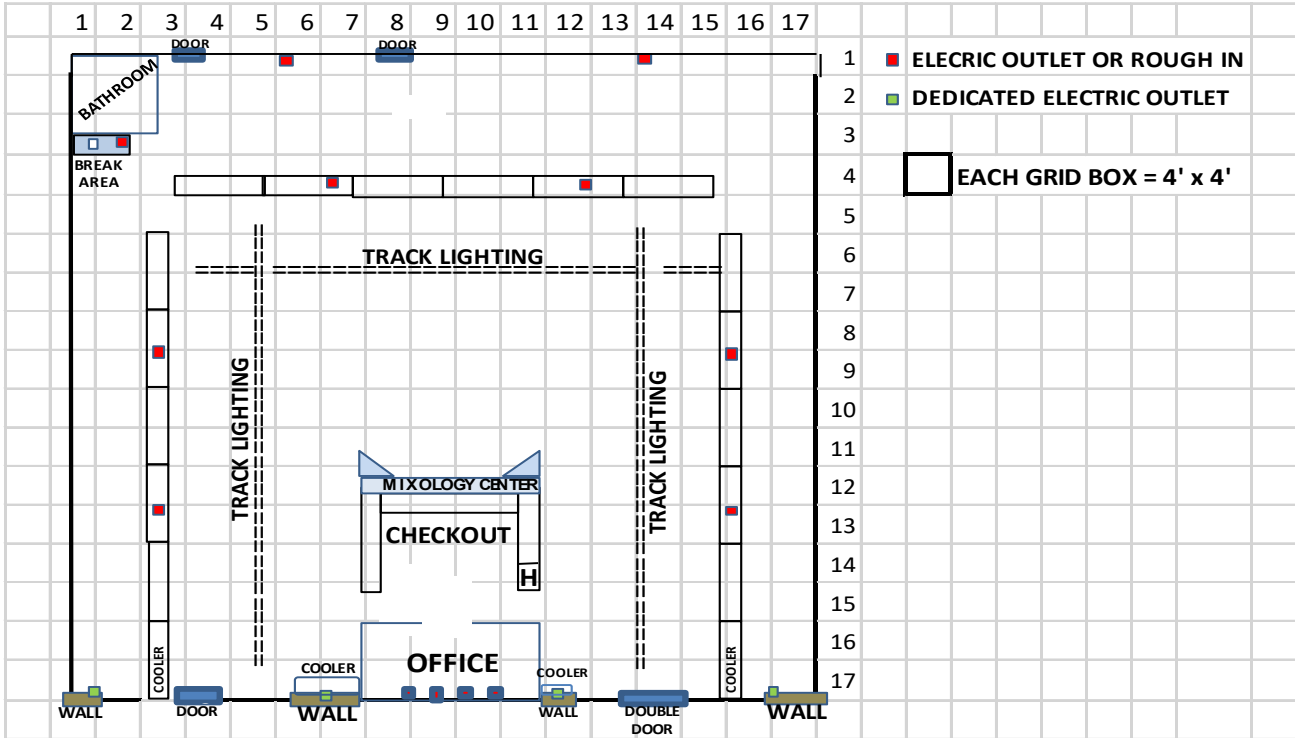 1 2 3 4 5 6 7 8 9 10 11 12 13 14 15 16 17
DOOR
DOOR
1
ELECRIC OUTLET OR ROUGH IN
BATHROOM
2
DEDICATED ELECTRIC OUTLET
3
BREAK
AREA
4
EACH GRID BOX = 4' x 4'
5
TRACK LIGHTING
6
7
8
9
TRACK LIGHTING
TRACK LIGHTING
10
11
MIXOLOGY CENTER
12
CHECKOUT
13
H
14
15
16
COOLER
COOLER
OFFICE
COOLER
COOLER
17
WALL
DOOR
WALL
WALL
DOUBLE
DOOR
WALL